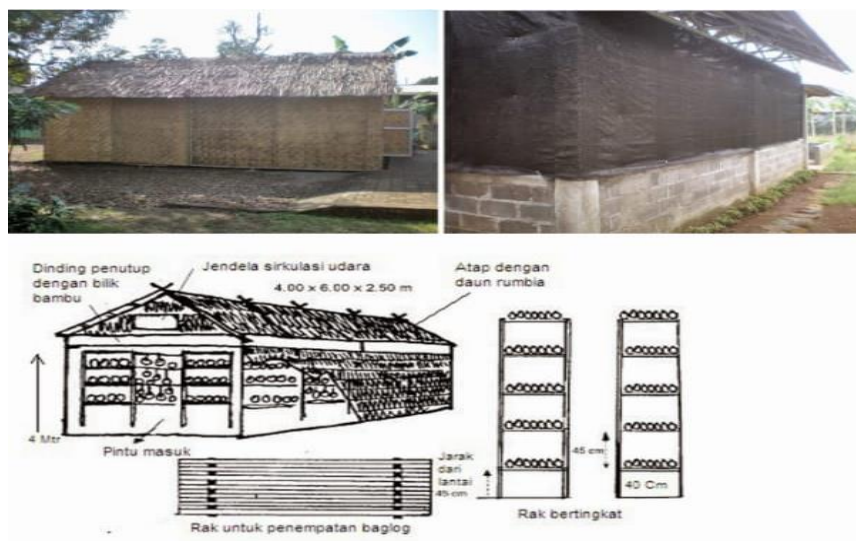 Dinding penutup
dengan bilik
bambu
Jendela sirkulasi udara
4.00 x 6.00 x 2.50 m
Atap dengan
daun rumbia
4 Mtr
Pintu masuk
Rak untuk penempatan baglog
Jarak
dari
lantai
45 cm
45 cm
40 Cm
Rak bertingkat